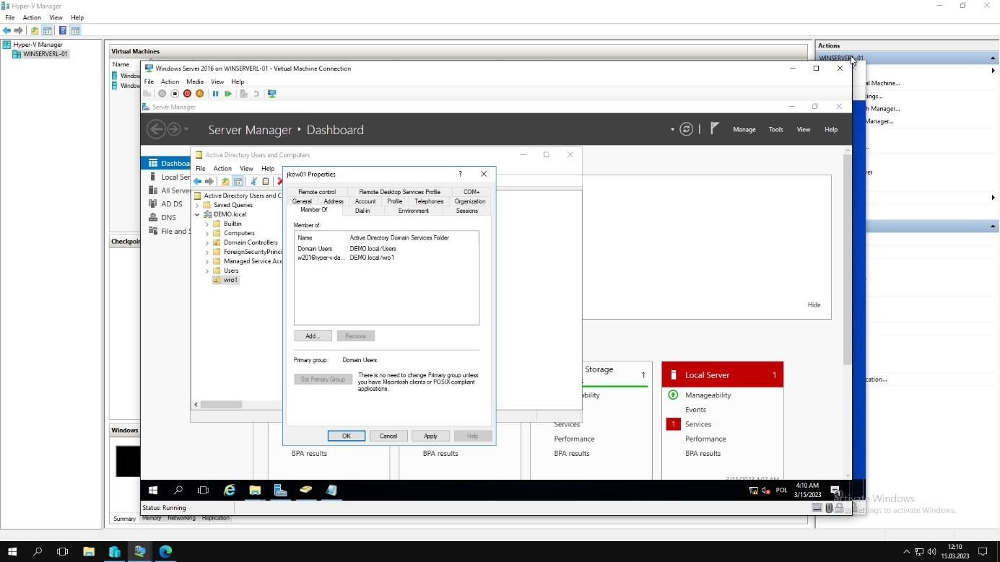 Hyper-V Manager
File Action View Help
Hyper-V Manager
WINSERVERL-01
Virtual Machines
Name
Window
Window
Checkpoin
Windows
Summary Memory Networking Replication
Actions
WINSERVERL-01
al Machine...
ings...
h Manager...
Manager...
ver
cation...
Windows Server 2016 on WINSERVERL-01 - Virtual Machine Connection
File Action Media View Help
Server Manager
Server Manager Dashboard
Manage Tools View Help
Dashboa
Local Ser
All Server
AD DS
DNS
File and S
Active Directory Users and Computers
File Action View Help
Active Directory Users and C
Saved Queries
DEMO.local
Builtin
Computers
Domain Controllers
ForeignSecurityPrinci
Managed Service Acc
Users
wro1
jkow01 Properties
?
Remote control Remote Desktop Services Profile COM+
General Address Account Profile Telephones Organization
Member Of Dial-in Environment Sessions
Member of:
Name Active Directory Domain Services Folder
Domain Users DEMO.local/Users
w2016hyper-v-da... DEMO.local/wro1
Add... Remove
Primary group: Domain Users
Set Primary Group
There is no need to change Primary group unless
you have Macintosh clients or POSIX-compliant
applications.
OK Cancel Apply Help
Hide
BPA results
BPA results
Storage 1
s
ability
Services
Performance
BPA results
Local Server 1
Manageability
Events
1 Services
Performance
BPA results
3/15/2023 4:07 AM
POL
4:10 AM
3/15/2023
1
Status: Running
Activate Windows
ings to activate Windows.
12:10
15.03.2023